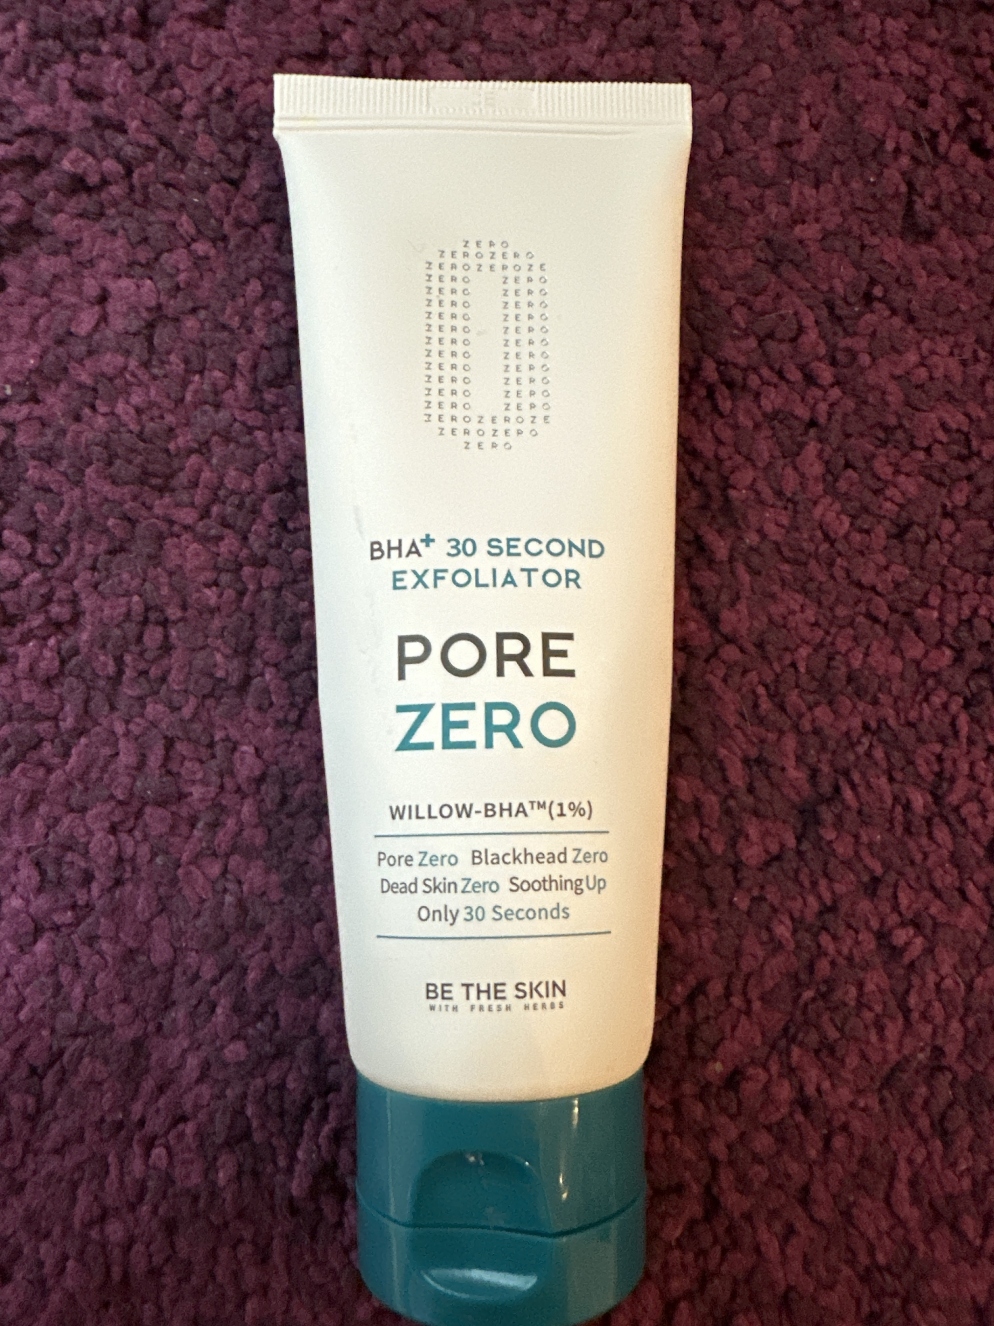 ZERO
ZEROZERO
ZEROZEROZE
ZERO ZERO
ZERO ZERO
ZERO ZERO
ZERO ZERO
ZERO ZERO
ZERO ZERO
ZERO ZERO
ZERO ZERO
ZERO ZERO
ZERO ZERO
ZERO ZERO
ZEROZEROZE
ZEROZERO
ZERO
BHA+ 30 SECOND
EXFOLIATOR
PORE
ZERO
WILLOW-BHA™(1%)
Pore Zero Blackhead Zero
Dead Skin Zero Soothing Up
Only 30 Seconds
BE THE SKIN
WITH FRESH HERBS